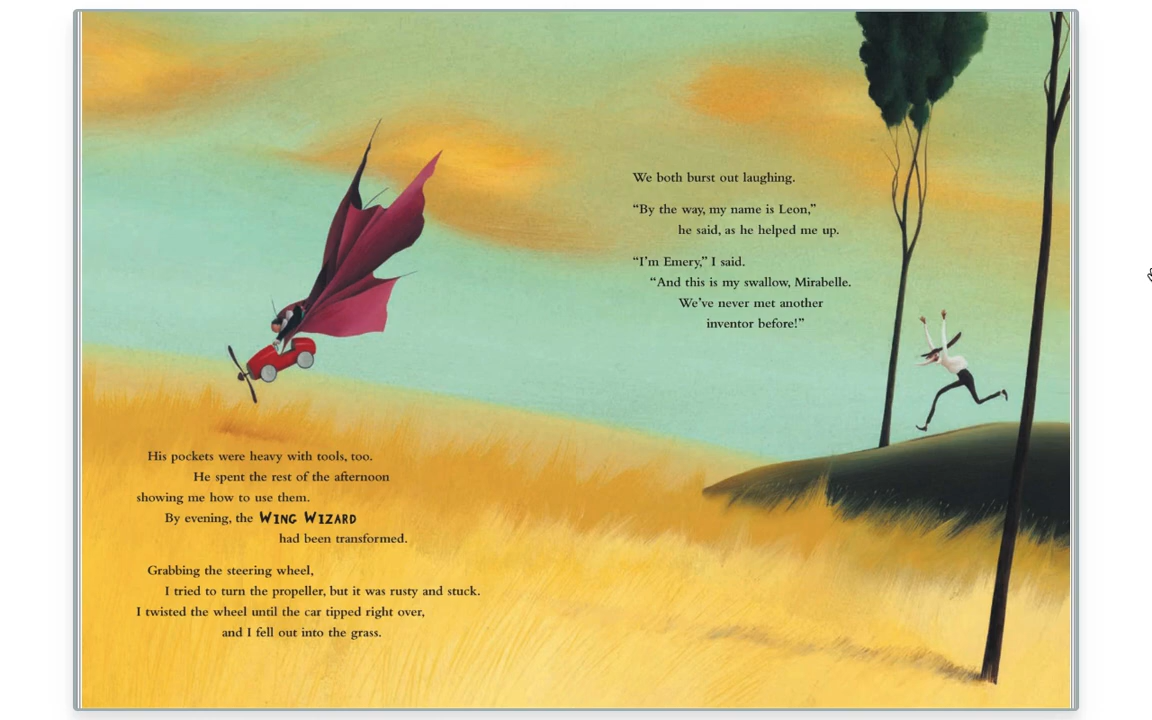 His pockets were heavy with tools, too.
He spent the rest of the afternoon
showing me how to use them.
By evening, the WING WIZARD
had been transformed.
Grabbing the steering wheel,
I tried to turn the propeller, but it was rusty and stuck.
I twisted the wheel until the car tipped right over,
and I fell out into the grass.
We both burst out laughing.
“By the way, my name is Leon,”
he said, as he helped me up.
“I’m Emery,” I said.
“And this is my swallow, Mirabelle.
We’ve never met another
inventor before!”